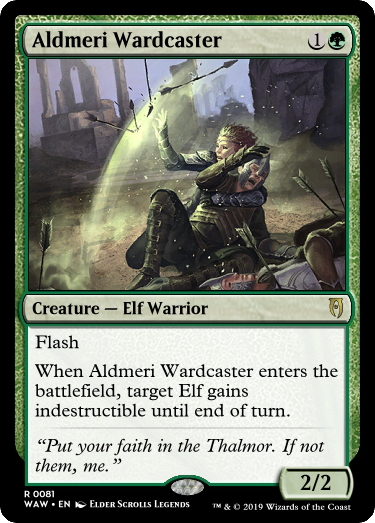 Aldmeri Wardcaster 1
Creature — Elf Warrior
Flash
When Aldmeri Wardcaster enters the
battlefield, target Elf gains
indestructible until end of turn.
“Put your faith in the Thalmor. If not
them, me.”
2/2
R 0081
WAW • EN Elder Scrolls Legends
™ & © 2019 Wizards of the Coast